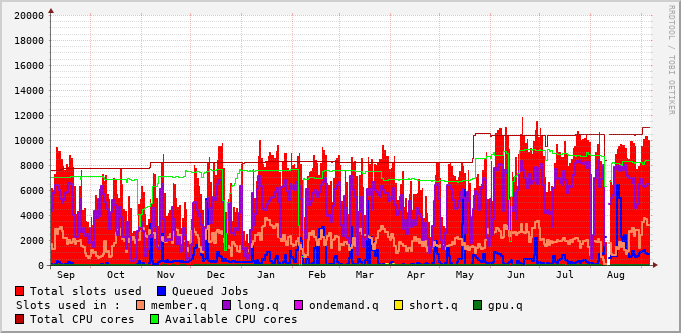 20000
18000
16000
14000
12000
10000
8000
6000
4000
2000
0
Sep Oct Nov Dec Jan Feb Mar Apr May Jun Jul Aug
RRDTOOL / TOBI OETIKER
Total slots used Queued Jobs
Slots used in : member.q long.q ondemand.q short.q gpu.q
Total CPU cores Available CPU cores